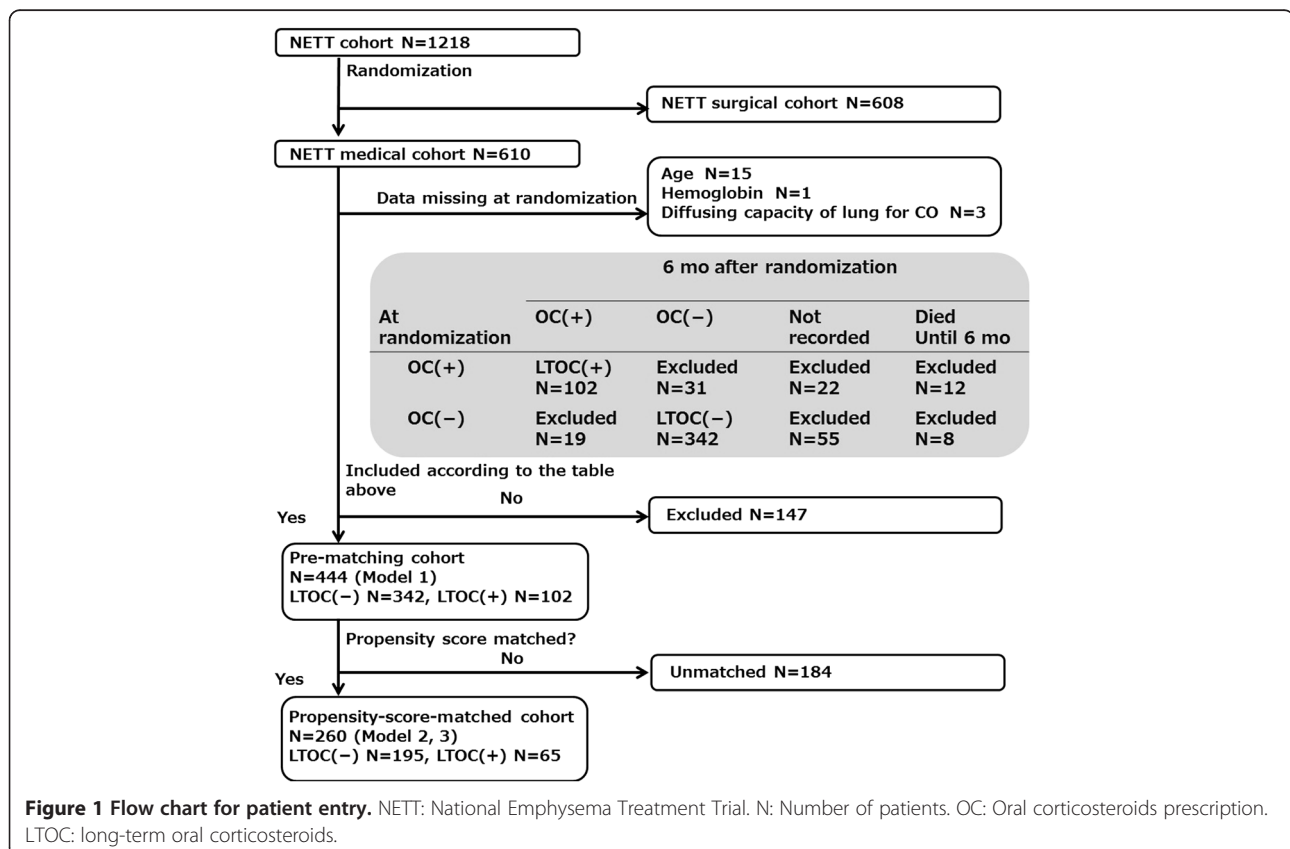 NETT cohort N=1218
Randomization
NETT surgical cohort N=608
NETT medical cohort N=610
Data missing at randomization
Age N=15
Hemoglobin N=1
Diffusing capacity of lung for CO N=3
6 mo after randomization
At randomization
OC(+)
OC(−)
Not recorded
Died Until 6 mo
OC(+)
LTOC(+) N=102
Excluded N=31
Excluded N=22
Excluded N=12
OC(−)
Excluded N=19
LTOC(−) N=342
Excluded N=55
Excluded N=8
Included according to the table
above
No
Yes
Excluded N=147
Pre-matching cohort
N=444 (Model 1)
LTOC(−) N=342, LTOC(+) N=102
Propensity score matched?
No
Yes
Unmatched N=184
Propensity-score-matched cohort
N=260 (Model 2, 3)
LTOC(−) N=195, LTOC(+) N=65
Figure 1 Flow chart for patient entry. NETT: National Emphysema Treatment Trial. N: Number of patients. OC: Oral corticosteroids prescription.
LTOC: long-term oral corticosteroids.